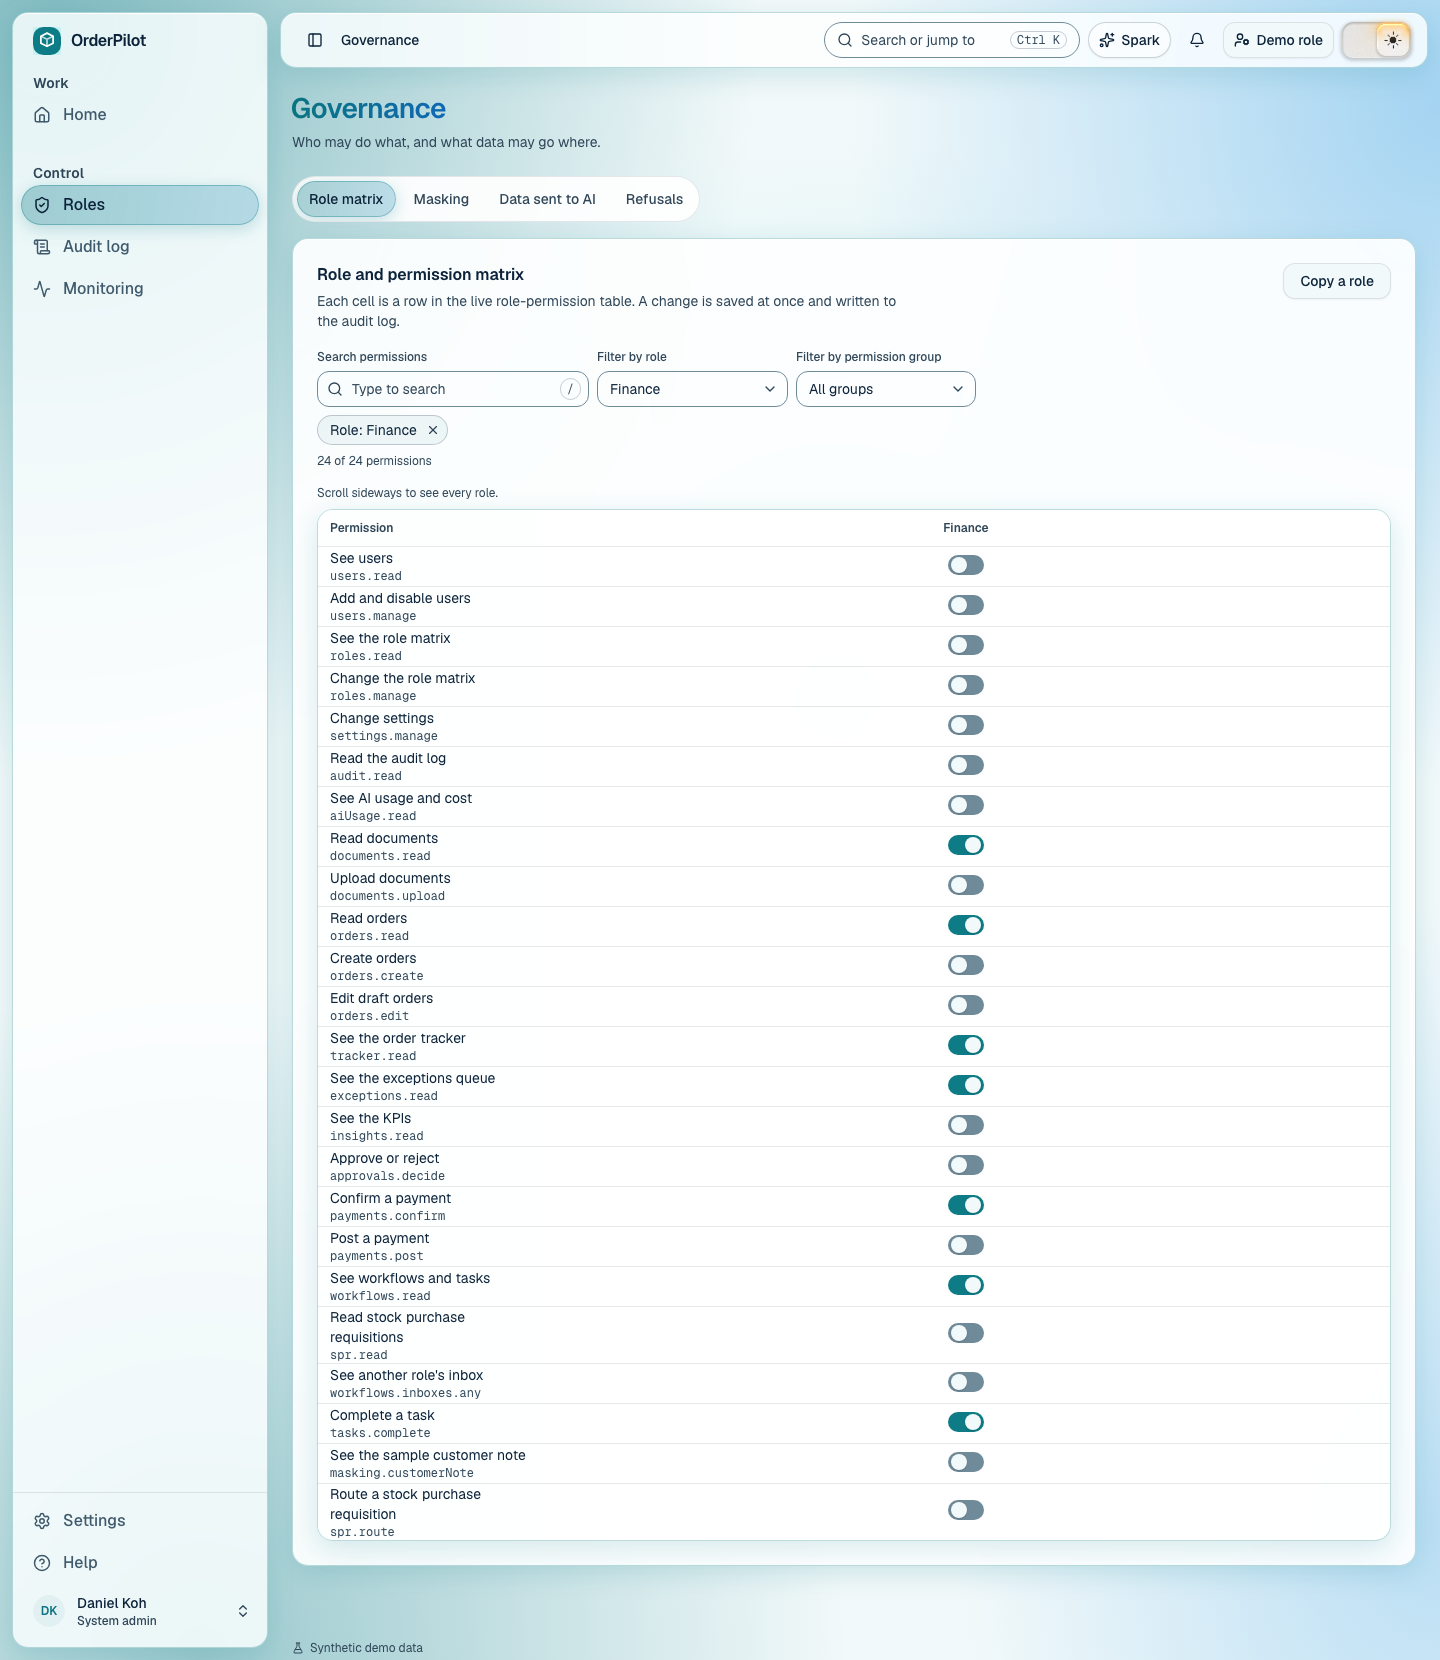 OrderPilot
Work
Home
Control
Roles
Audit log
Monitoring
Settings
Help
DK
Daniel Koh
System admin
Governance
Search or jump to
Ctrl K
Spark
Demo role
Governance
Who may do what, and what data may go where.
Role matrix
Masking
Data sent to AI
Refusals
Role and permission matrix
Each cell is a row in the live role-permission table. A change is saved at once and written to
the audit log.
Copy a role
Search permissions
Filter by role
Filter by permission group
Type to search
/
Finance
All groups
Role: Finance
24 of 24 permissions
Scroll sideways to see every role.
Permission
Finance
See users
users.read
Add and disable users
users.manage
See the role matrix
roles.read
Change the role matrix
roles.manage
Change settings
settings.manage
Read the audit log
audit.read
See AI usage and cost
aiUsage.read
Read documents
documents.read
Upload documents
documents.upload
Read orders
orders.read
Create orders
orders.create
Edit draft orders
orders.edit
See the order tracker
tracker.read
See the exceptions queue
exceptions.read
See the KPIs
insights.read
Approve or reject
approvals.decide
Confirm a payment
payments.confirm
Post a payment
payments.post
See workflows and tasks
workflows.read
Read stock purchase
requisitions
spr.read
See another role's inbox
workflows.inboxes.any
Complete a task
tasks.complete
See the sample customer note
masking.customerNote
Route a stock purchase
requisition
spr.route
Synthetic demo data